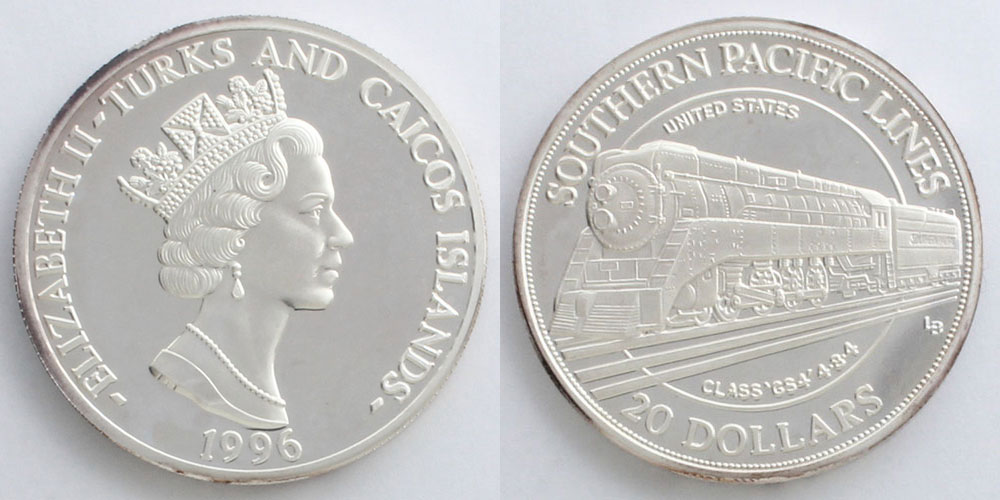 - ELIZABETH II - TURKS AND CAICOS ISLANDS -
1996
SOUTHERN PACIFIC LINES
UNITED STATES
CLASS 'GS4' 4-8-4
20 DOLLARS